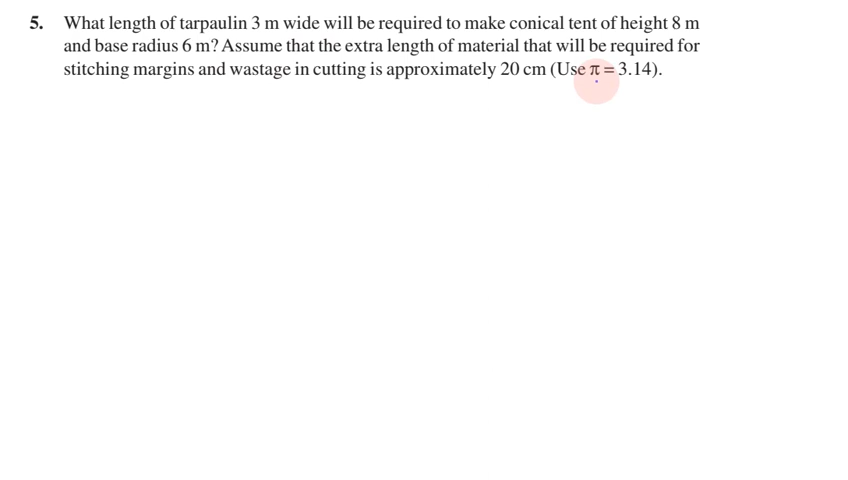 5. What length of tarpaulin 3 m wide will be required to make conical tent of height 8 m
and base radius 6 m? Assume that the extra length of material that will be required for
stitching margins and wastage in cutting is approximately 20 cm (Use π = 3.14).